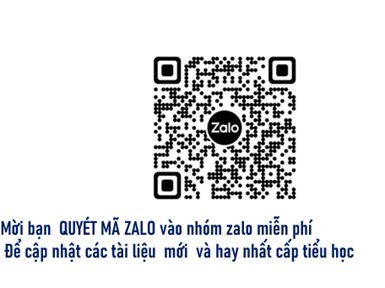 Zalo
Mời bạn QUYÉT MÃ ZALO vào nhóm zalo miễn phí
Để cập nhật các tài liệu mới và hay nhất cấp tiểu học